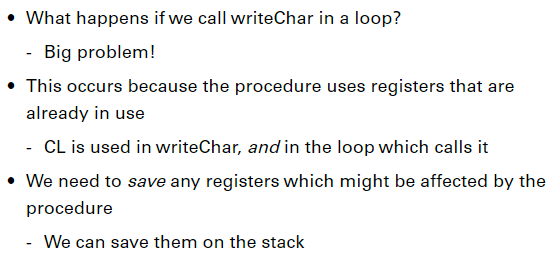 • What happens if we call writeChar in a loop?
- Big problem!
• This occurs because the procedure uses registers that are
already in use
- CL is used in writeChar, and in the loop which calls it
• We need to save any registers which might be affected by the
procedure
- We can save them on the stack